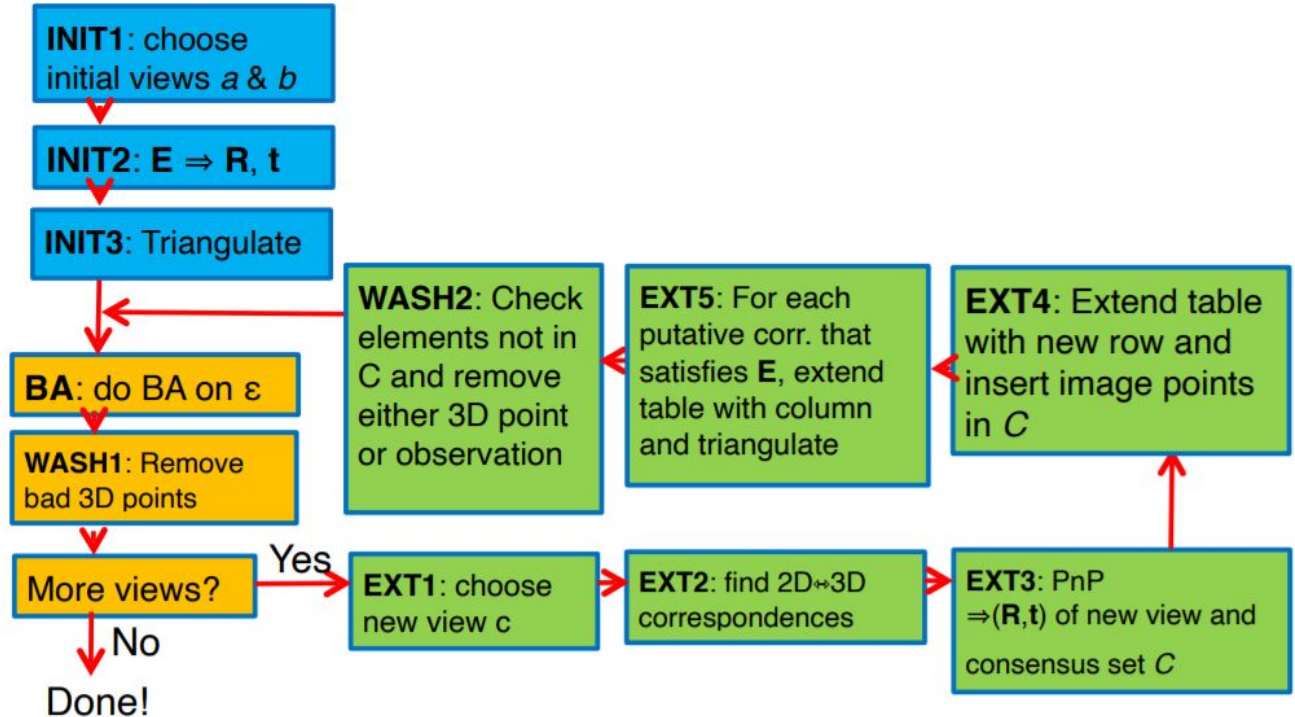 INIT1: choose
initial views a & b
INIT2: E ⇒ R, t
INIT3: Triangulate
BA: do BA on ε
WASH1: Remove
bad 3D points
More views?
Yes
No
Done!
EXT1: choose
new view c
EXT2: find 2D⇔3D
correspondences
EXT3: PnP
⇒(R,t) of new view and
consensus set C
EXT4: Extend table
with new row and
insert image points
in C
EXT5: For each
putative corr. that
satisfies E, extend
table with column
and triangulate
WASH2: Check
elements not in
C and remove
either 3D point
or observation